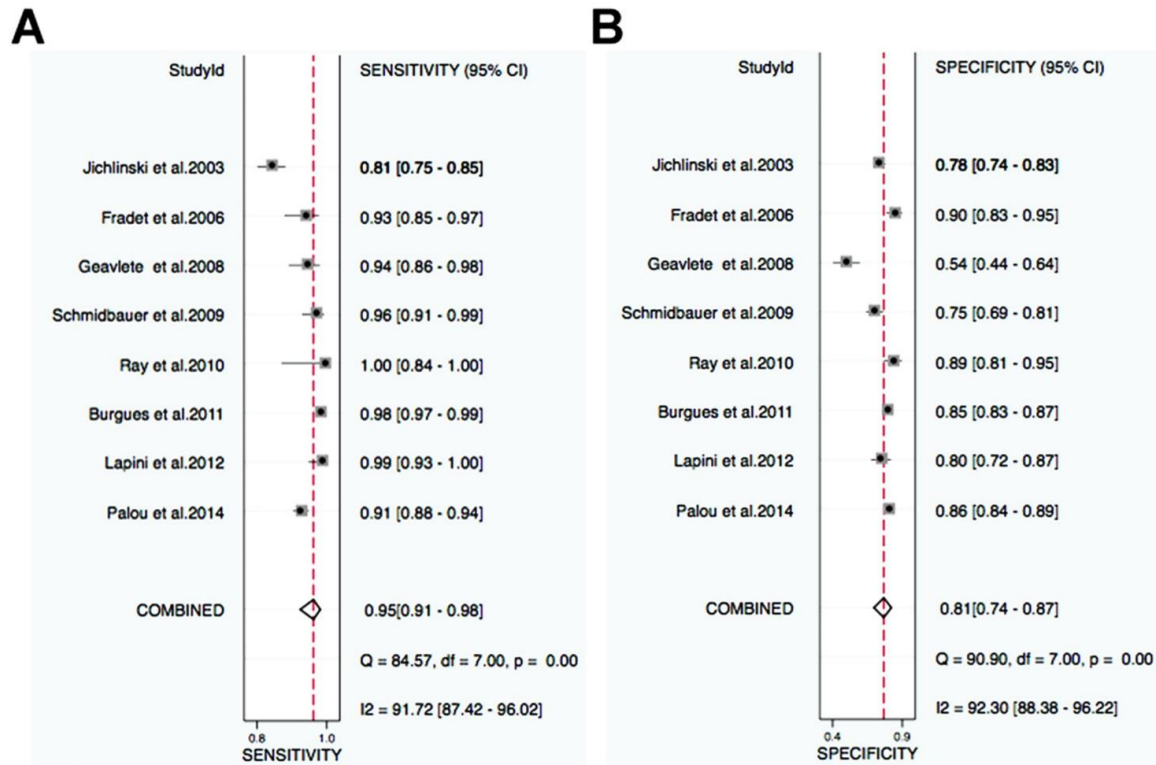 A
StudyId SENSITIVITY (95% CI)
Jichlinski et al.2003 0.81 [0.75 - 0.85]
Fradet et al.2006 0.93 [0.85 - 0.97]
Geavlete et al.2008 0.94 [0.86 - 0.98]
Schmidbauer et al.2009 0.96 [0.91 - 0.99]
Ray et al.2010 1.00 [0.84 - 1.00]
Burgues et al.2011 0.98 [0.97 - 0.99]
Lapini et al.2012 0.99 [0.93 - 1.00]
Palou et al.2014 0.91 [0.88 - 0.94]
COMBINED 0.95[0.91 - 0.98]
Q = 84.57, df = 7.00, p = 0.00
I2 = 91.72 [87.42 - 96.02]
0.8 1.0
SENSITIVITY
B
StudyId SPECIFICITY (95% CI)
Jichlinski et al.2003 0.78 [0.74 - 0.83]
Fradet et al.2006 0.90 [0.83 - 0.95]
Geavlete et al.2008 0.54 [0.44 - 0.64]
Schmidbauer et al.2009 0.75 [0.69 - 0.81]
Ray et al.2010 0.89 [0.81 - 0.95]
Burgues et al.2011 0.85 [0.83 - 0.87]
Lapini et al.2012 0.80 [0.72 - 0.87]
Palou et al.2014 0.86 [0.84 - 0.89]
COMBINED 0.81[0.74 - 0.87]
Q = 90.90, df = 7.00, p = 0.00
I2 = 92.30 [88.38 - 96.22]
0.4 0.9
SPECIFICITY